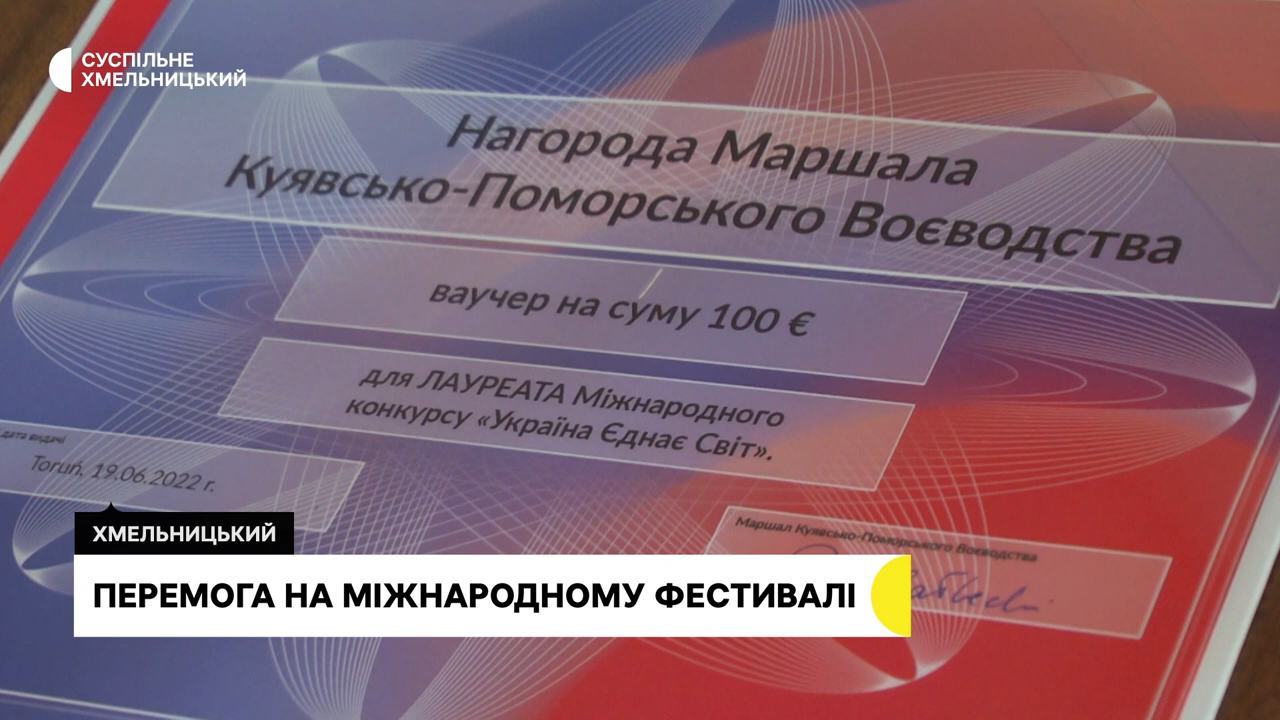 СУСПІЛЬНЕ
ХМЕЛЬНИЦЬКИЙ
Нагорода Маршала
Куявсько-Поморського Воєводства
ваучер на суму 100 €
для ЛАУРЕАТА Міжнародного
конкурсу «Україна Єднає Світ».
дата видачі
Toruń, 19.06.2022 r.
Маршал Куявсько-Поморського Воєводства
ХМЕЛЬНИЦЬКИЙ
ПЕРЕМОГА НА МІЖНАРОДНОМУ ФЕСТИВАЛІ